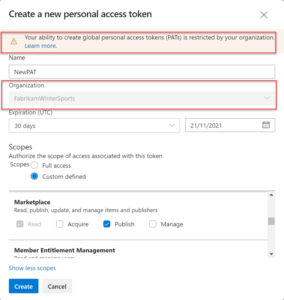 Create a new personal access token
Your ability to create global personal access tokens (PATs) is restricted by your organization.
Learn more.
Name
NewPAT
Organization
FabrikamWinterSports
Expiration (UTC)
30 days
21/11/2021
Scopes
Authorize the scope of access associated with this token
Scopes Full access
Custom defined
Marketplace
Read, publish, update, and manage items and publishers
Read Acquire Publish Manage
Member Entitlement Management
Show less scopes
Create Cancel